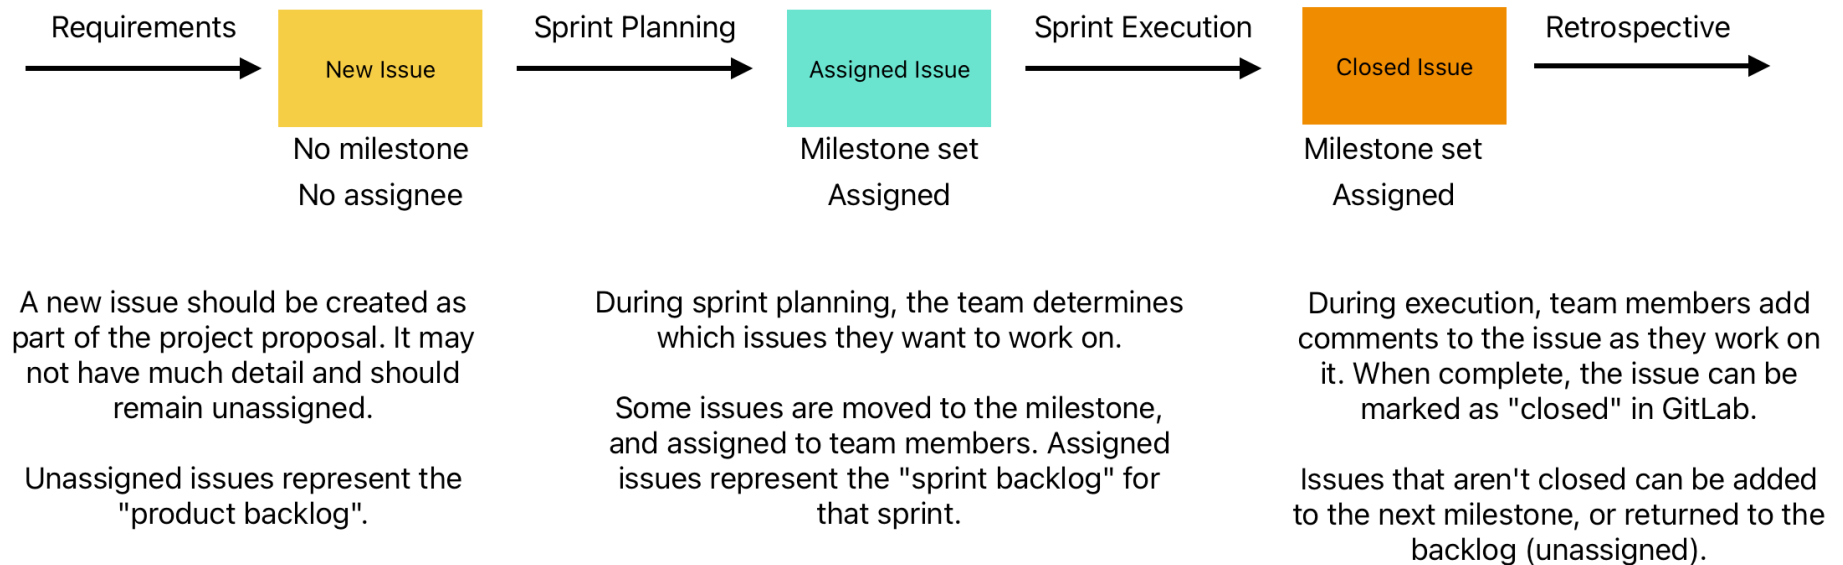 Requirements
New Issue
Sprint Planning
Assigned Issue
Sprint Execution
Closed Issue
Retrospective
No milestone
No assignee
Milestone set
Assigned
Milestone set
Assigned
A new issue should be created as
part of the project proposal. It may
not have much detail and should
remain unassigned.
Unassigned issues represent the
"product backlog".
During sprint planning, the team determines
which issues they want to work on.
Some issues are moved to the milestone,
and assigned to team members. Assigned
issues represent the "sprint backlog" for
that sprint.
During execution, team members add
comments to the issue as they work on
it. When complete, the issue can be
marked as "closed" in GitLab.
Issues that aren't closed can be added
to the next milestone, or returned to the
backlog (unassigned).